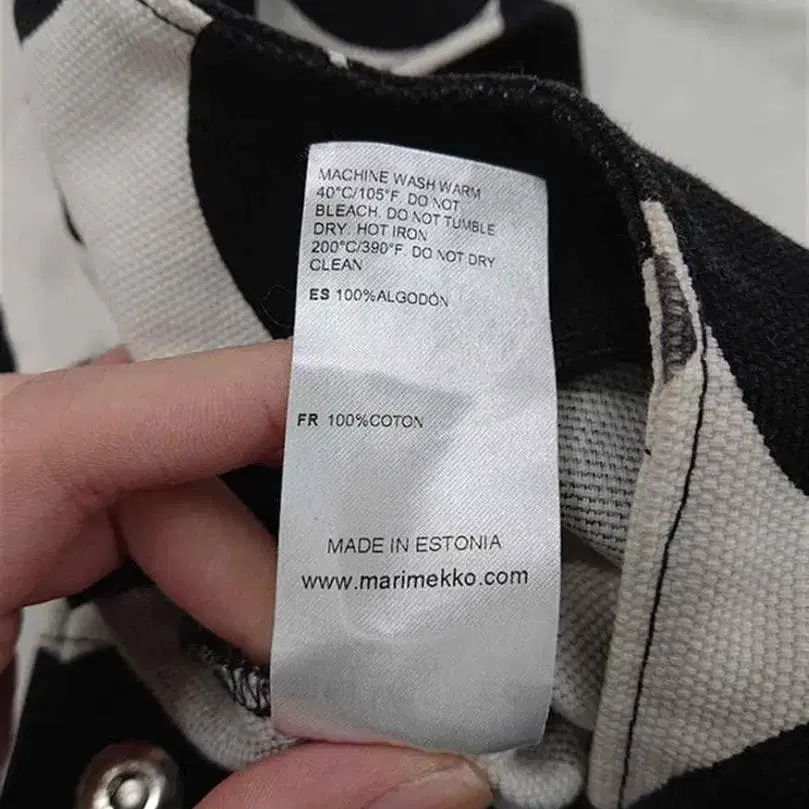 MACHINE WASH WARM
40°C/105°F. DO NOT
BLEACH. DO NOT TUMBLE
DRY. HOT IRON
200°C/390°F. DO NOT DRY
CLEAN
ES 100%ALGODÓN
FR 100%COTON
MADE IN ESTONIA
www.marimekko.com